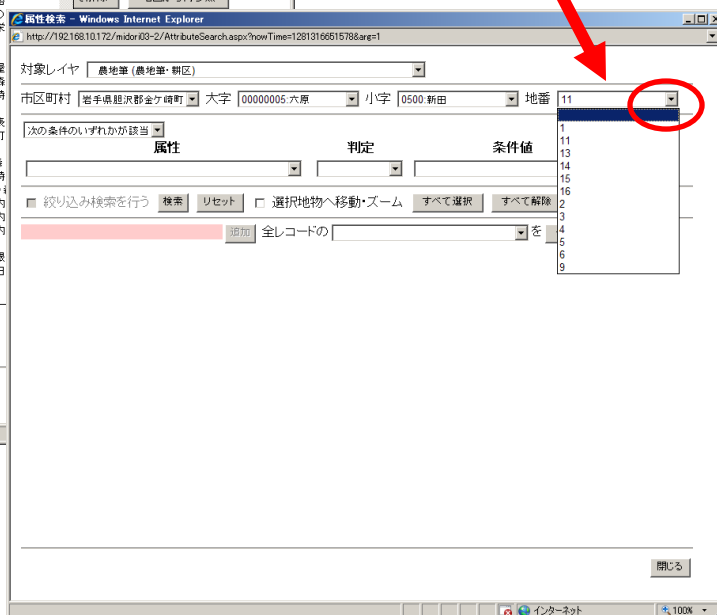 属性検索 - Windows Internet Explorer
http://192.168.10.172/midori03-2/AttributeSearch.aspx?nowTime=1281316651578&arg=1
対象レイヤ 農地筆 (農地筆・耕区)
市区町村 岩手県胆沢郡金ケ崎町 大字 00000005:六原 小字 0500:新田 地番 11
1
11
13
14
15
16
2
3
4
5
6
9
次の条件のいずれかが該当
属性 判定 条件値
絞り込み検索を行う 検索 リセット 選択地物へ移動・ズーム すべて選択 すべて解除
追加 全レコードの を
閉じる
インターネット 100%